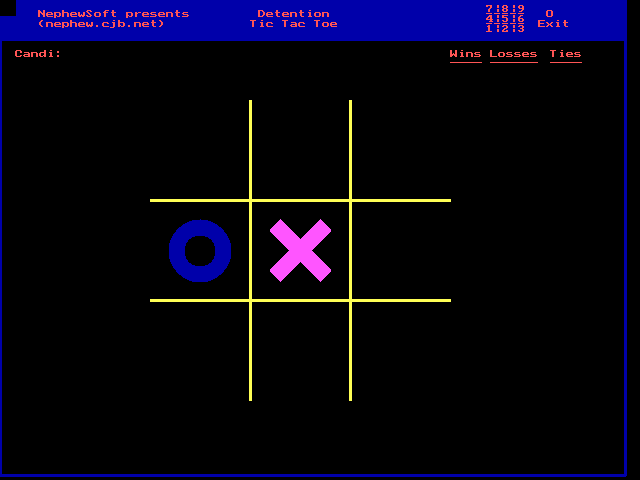 NephewSoft presents
(nephew.cjb.net)
Detention
Tic Tac Toe
7|8|9
4|5|6
1|2|3
0
Exit
Candi:
Wins Losses Ties